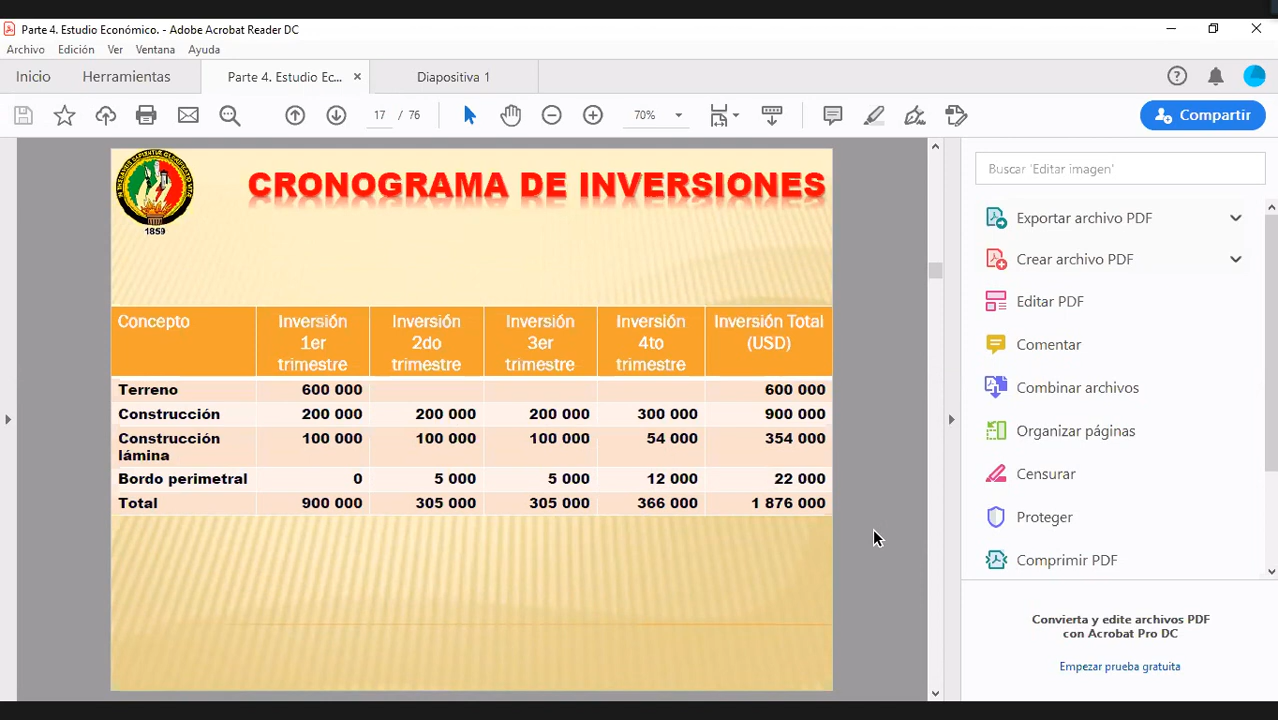 Parte 4. Estudio Económico. - Adobe Acrobat Reader DC
Archivo Edición Ver Ventana Ayuda
Inicio Herramientas Parte 4. Estudio Ec... × Diapositiva 1
17 / 76 70% Compartir
CRONOGRAMA DE INVERSIONES
1859
Concepto Inversión 1er trimestre Inversión 2do trimestre Inversión 3er trimestre Inversión 4to trimestre Inversión Total (USD)
Terreno 600 000 600 000
Construcción 200 000 200 000 200 000 300 000 900 000
Construcción lámina 100 000 100 000 100 000 54 000 354 000
Bordo perimetral 0 5 000 5 000 12 000 22 000
Total 900 000 305 000 305 000 366 000 1 876 000
Buscar 'Editar imagen'
Exportar archivo PDF
Crear archivo PDF
Editar PDF
Comentar
Combinar archivos
Organizar páginas
Censurar
Proteger
Comprimir PDF
Convierta y edite archivos PDF
con Acrobat Pro DC
Empezar prueba gratuita